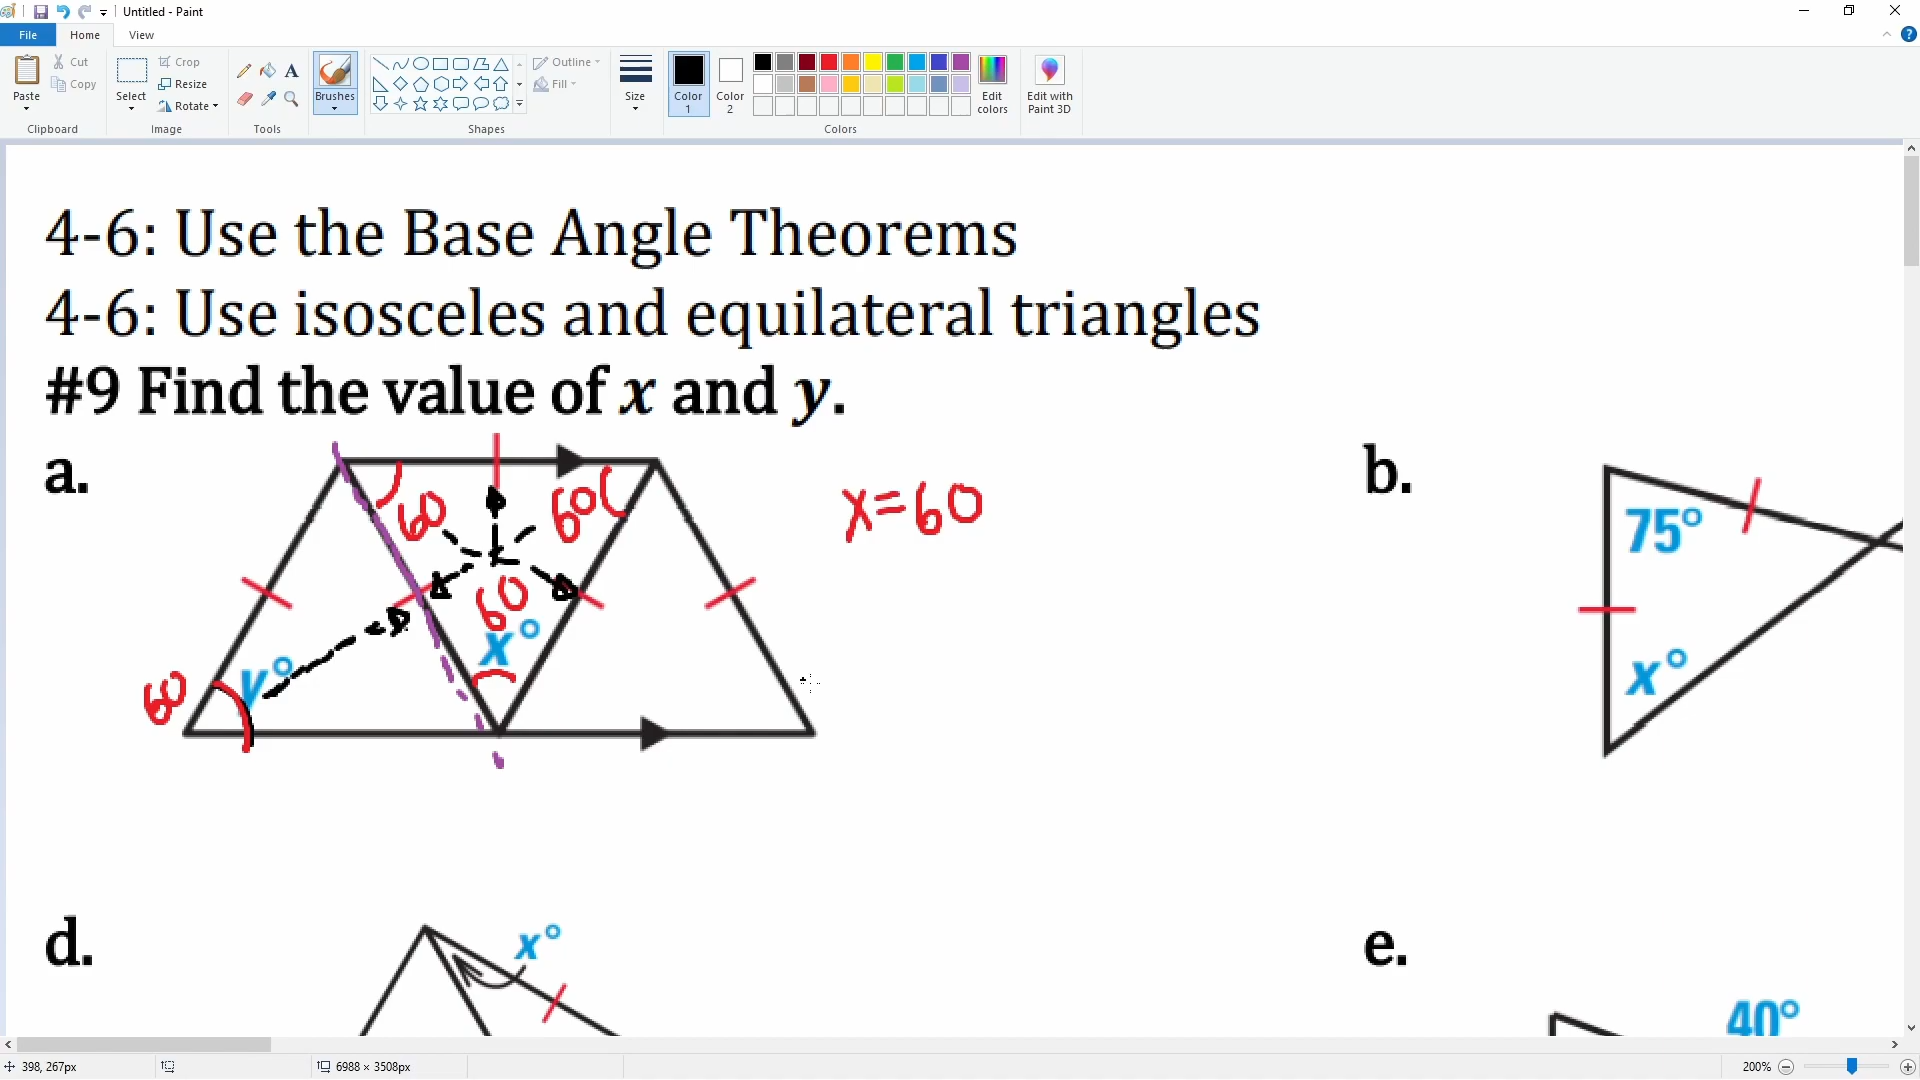 Untitled - Paint
File Home View
Paste Cut Copy Clipboard
Select Crop Resize Rotate Image
Tools
Brushes
Shapes Outline Fill
Size
Color 1 Color 2 Edit colors Colors
Edit with Paint 3D
4-6: Use the Base Angle Theorems
4-6: Use isosceles and equilateral triangles
#9 Find the value of x and y.
a.
60 60
60
x°
y°
60
x=60
b.
75°
x°
d.
x°
e.
40°
398, 267px
6988 × 3508px
200%